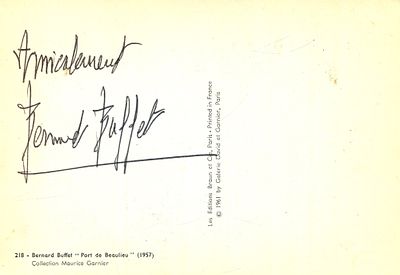 Amicalement
Bernard Buffet
Les Editions Braun et Cie, Paris - Printed in France
© 1961 by Galerie David et Garnier, Paris
218 - Bernard Buffet "Port de Beaulieu" (1957)
Collection Maurice Garnier